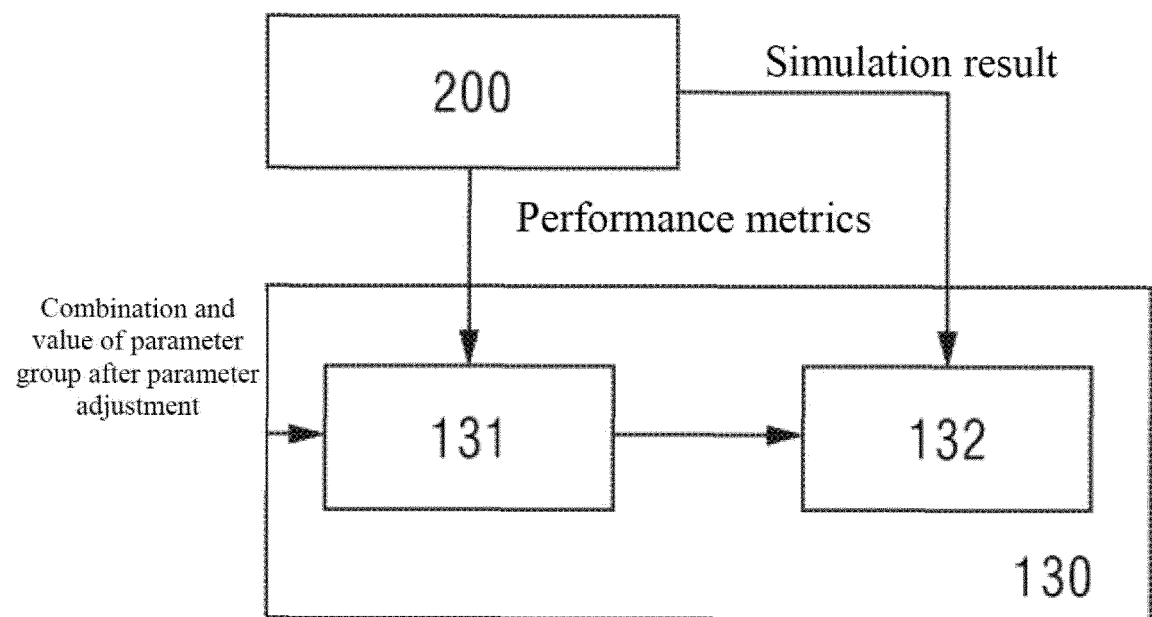 200
Simulation result
Performance metrics
Combination and
value of parameter
group after parameter
adjustment
131
132
130